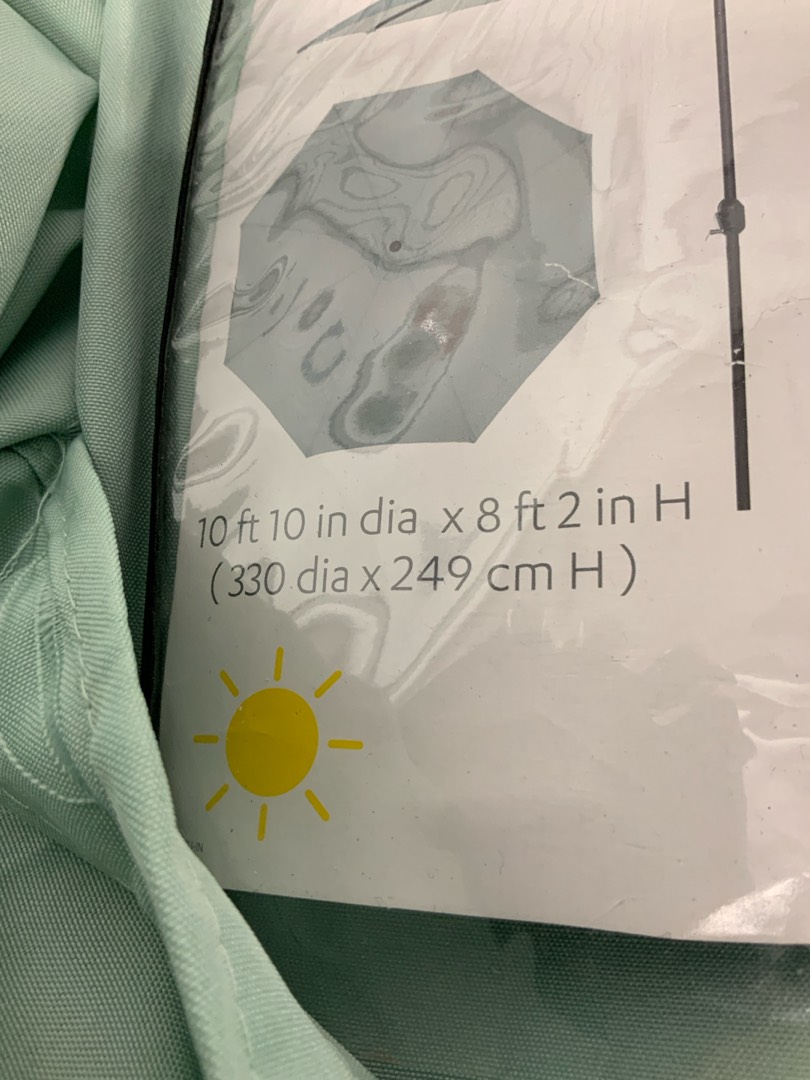 10 ft 10 in dia x 8 ft 2 in H
(330 dia x 249 cm H)